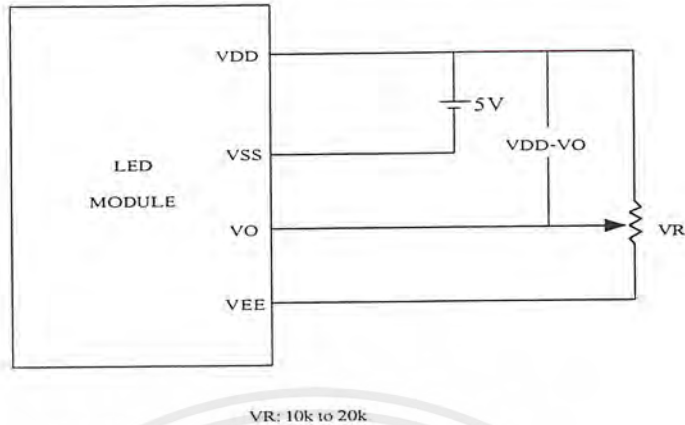 VDD
5V
VSS
VDD-VO
LED
MODULE
VO
VR
VEE
VR: 10k to 20k